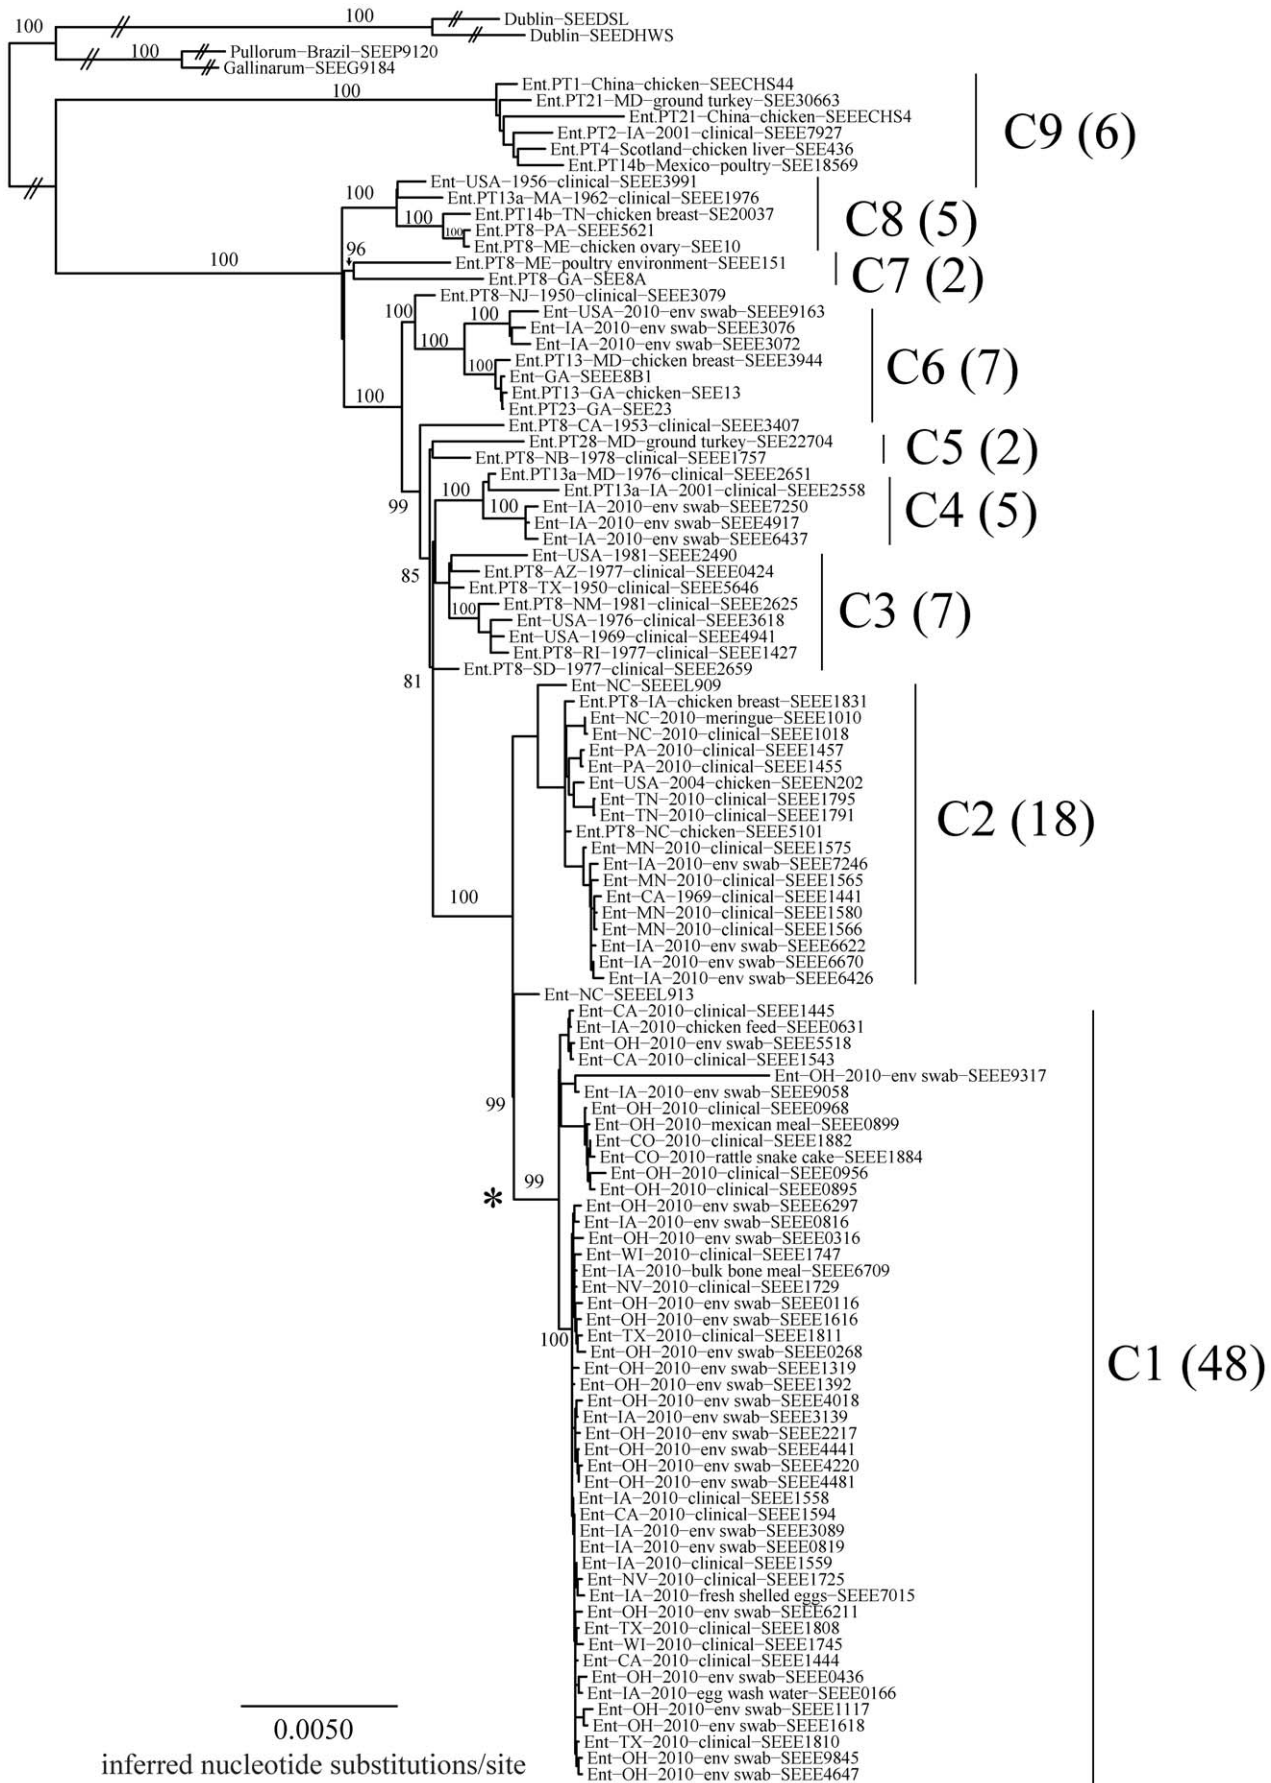 100
100
Dublin−SEEDSL
Dublin−SEEDHWS
100
Pullorum−Brazil−SEEP9120
Gallinarum−SEEG9184
100
Ent.PT1−China−chicken−SEECHS44
Ent.PT21−MD−ground turkey−SEE30663
Ent.PT21−China−chicken−SEEECHS4
Ent.PT2−IA−2001−clinical−SEEE7927
Ent.PT4−Scotland−chicken liver−SEE436
Ent.PT14b−Mexico−poultry−SEE18569
C9 (6)
100
Ent−USA−1956−clinical−SEEE3991
Ent.PT13a−MA−1962−clinical−SEEE1976
100
Ent.PT14b−TN−chicken breast−SE20037
100
Ent.PT8−PA−SEEE5621
Ent.PT8−ME−chicken ovary−SEE10
C8 (5)
100
96
Ent.PT8−ME−poultry environment−SEEE151
Ent.PT8−GA−SEE8A
C7 (2)
Ent.PT8−NJ−1950−clinical−SEEE3079
100
100
Ent−USA−2010−env swab−SEEE9163
Ent−IA−2010−env swab−SEEE3076
100
Ent−IA−2010−env swab−SEEE3072
100
Ent.PT13−MD−chicken breast−SEEE3944
Ent−GA−SEEE8B1
Ent.PT13−GA−chicken−SEE13
Ent.PT23−GA−SEE23
C6 (7)
100
Ent.PT8−CA−1953−clinical−SEEE3407
Ent.PT28−MD−ground turkey−SEE22704
Ent.PT8−NB−1978−clinical−SEEE1757
C5 (2)
Ent.PT13a−MD−1976−clinical−SEEE2651
100
Ent.PT13a−IA−2001−clinical−SEEE2558
99
100
Ent−IA−2010−env swab−SEEE7250
Ent−IA−2010−env swab−SEEE4917
Ent−IA−2010−env swab−SEEE6437
C4 (5)
Ent−USA−1981−SEEE2490
85
Ent.PT8−AZ−1977−clinical−SEEE0424
Ent.PT8−TX−1950−clinical−SEEE5646
100
Ent.PT8−NM−1981−clinical−SEEE2625
Ent−USA−1976−clinical−SEEE3618
Ent−USA−1969−clinical−SEEE4941
Ent.PT8−RI−1977−clinical−SEEE1427
C3 (7)
Ent.PT8−SD−1977−clinical−SEEE2659
81
Ent−NC−SEEEL909
Ent.PT8−IA−chicken breast−SEEE1831
Ent−NC−2010−meringue−SEEE1010
Ent−NC−2010−clinical−SEEE1018
Ent−PA−2010−clinical−SEEE1457
Ent−PA−2010−clinical−SEEE1455
Ent−USA−2004−chicken−SEEEN202
Ent−TN−2010−clinical−SEEE1795
Ent−TN−2010−clinical−SEEE1791
Ent.PT8−NC−chicken−SEEE5101
Ent−MN−2010−clinical−SEEE1575
Ent−IA−2010−env swab−SEEE7246
Ent−MN−2010−clinical−SEEE1565
Ent−CA−1969−clinical−SEEE1441
Ent−MN−2010−clinical−SEEE1580
Ent−MN−2010−clinical−SEEE1566
Ent−IA−2010−env swab−SEEE6622
Ent−IA−2010−env swab−SEEE6670
Ent−IA−2010−env swab−SEEE6426
C2 (18)
100
Ent−NC−SEEEL913
Ent−CA−2010−clinical−SEEE1445
Ent−IA−2010−chicken feed−SEEE0631
Ent−OH−2010−env swab−SEEE5518
Ent−CA−2010−clinical−SEEE1543
Ent−OH−2010−env swab−SEEE9317
Ent−IA−2010−env swab−SEEE9058
99
Ent−OH−2010−clinical−SEEE0968
Ent−OH−2010−mexican meal−SEEE0899
Ent−CO−2010−clinical−SEEE1882
Ent−CO−2010−rattle snake cake−SEEE1884
99
Ent−OH−2010−clinical−SEEE0956
Ent−OH−2010−clinical−SEEE0895
*
Ent−OH−2010−env swab−SEEE6297
Ent−IA−2010−env swab−SEEE0816
Ent−OH−2010−env swab−SEEE0316
Ent−WI−2010−clinical−SEEE1747
Ent−IA−2010−bulk bone meal−SEEE6709
Ent−NV−2010−clinical−SEEE1729
Ent−OH−2010−env swab−SEEE0116
Ent−OH−2010−env swab−SEEE1616
100
Ent−TX−2010−clinical−SEEE1811
Ent−OH−2010−env swab−SEEE0268
Ent−OH−2010−env swab−SEEE1319
Ent−OH−2010−env swab−SEEE1392
Ent−OH−2010−env swab−SEEE4018
Ent−IA−2010−env swab−SEEE3139
Ent−OH−2010−env swab−SEEE2217
Ent−OH−2010−env swab−SEEE4441
Ent−OH−2010−env swab−SEEE4220
Ent−OH−2010−env swab−SEEE4481
Ent−IA−2010−clinical−SEEE1558
Ent−CA−2010−clinical−SEEE1594
Ent−IA−2010−env swab−SEEE3089
Ent−IA−2010−env swab−SEEE0819
Ent−IA−2010−clinical−SEEE1559
Ent−NV−2010−clinical−SEEE1725
Ent−IA−2010−fresh shelled eggs−SEEE7015
Ent−OH−2010−env swab−SEEE6211
Ent−TX−2010−clinical−SEEE1808
Ent−WI−2010−clinical−SEEE1745
Ent−CA−2010−clinical−SEEE1444
Ent−OH−2010−env swab−SEEE0436
Ent−IA−2010−egg wash water−SEEE0166
Ent−OH−2010−env swab−SEEE1117
Ent−OH−2010−env swab−SEEE1618
Ent−TX−2010−clinical−SEEE1810
Ent−OH−2010−env swab−SEEE9845
Ent−OH−2010−env swab−SEEE4647
C1 (48)
0.0050
inferred nucleotide substitutions/site